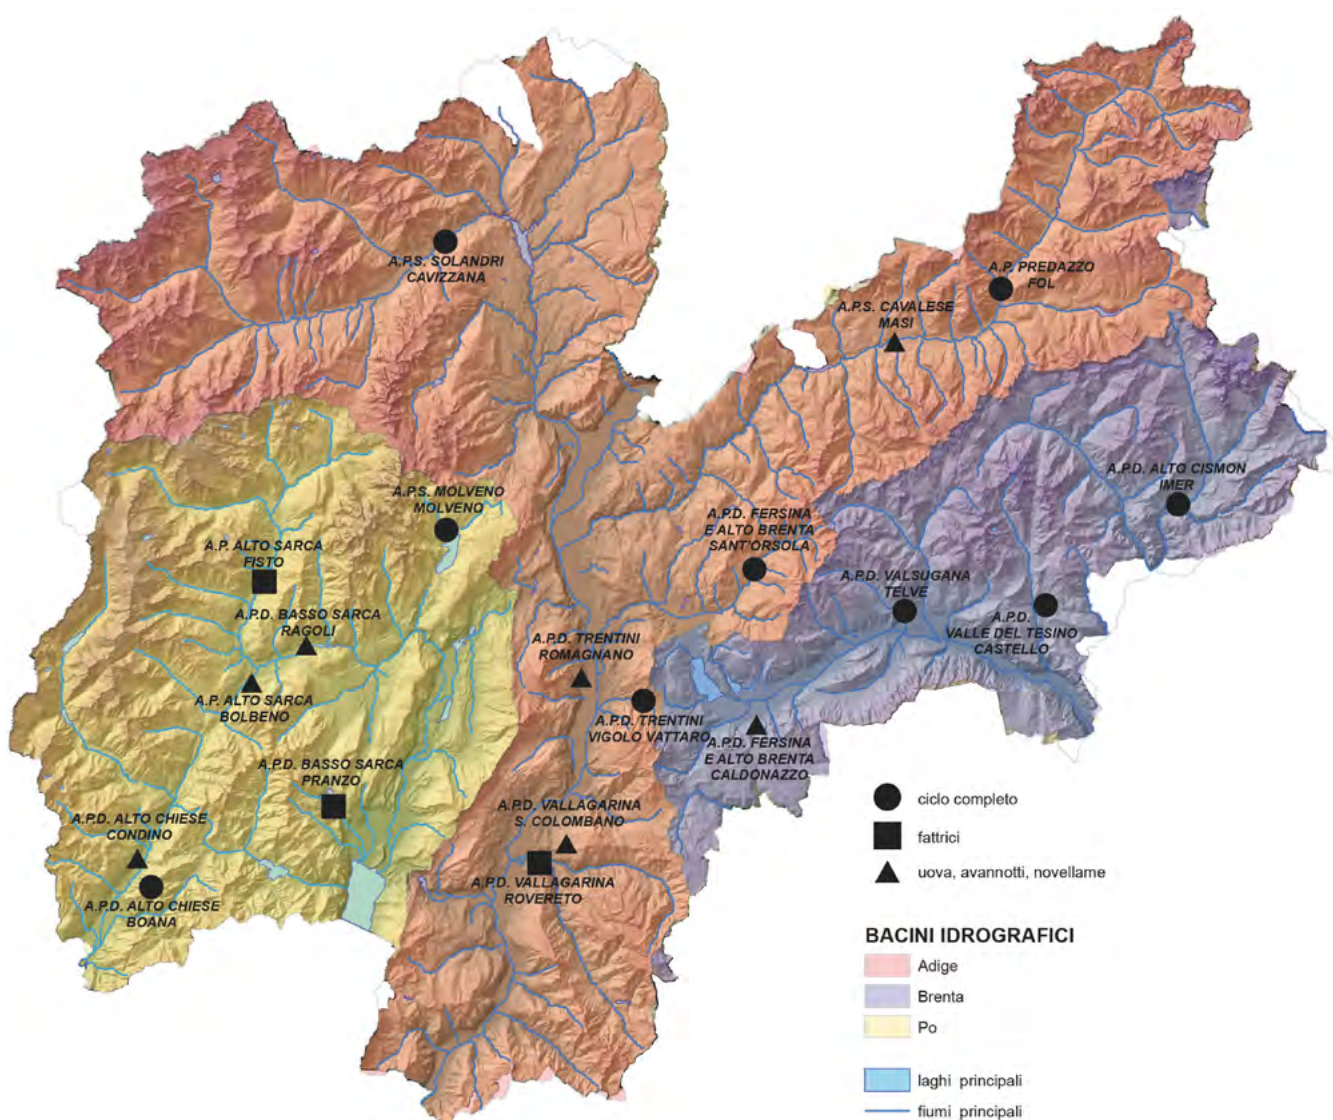 A.P.S. SOLANDRI
CAVIZZANA
A.P. PREDAZZO
FOL
A.P.S. CAVALESE
MASI
A.P.D. ALTO CISMON
IMER
A.P.S. MOLVENO
MOLVENO
A.P.D. FERSINA
E ALTO BRENTA
SANT'ORSOLA
A.P. ALTO SARCA
FISTO
A.P.D. VALSUGANA
TELVE
A.P.D. BASSO SARCA
RAGOLI
A.P.D.
VALLE DEL TESINO
CASTELLO
A.P.D. TRENTINI
ROMAGNANO
A.P. ALTO SARCA
BOLBENO
A.P.D. TRENTINI
VIGOLO VATTARO
A.P.D. FERSINA
E ALTO BRENTA
CALDONAZZO
A.P.D. BASSO SARCA
PRANZO
A.P.D. VALLAGARINA
S. COLOMBANO
A.P.D. ALTO CHIESE
CONDINO
A.P.D. VALLAGARINA
ROVERETO
A.P.D. ALTO CHIESE
BOANA
ciclo completo
fattrici
uova, avannotti, novellame
BACINI IDROGRAFICI
Adige
Brenta
Po
laghi principali
fiumi principali